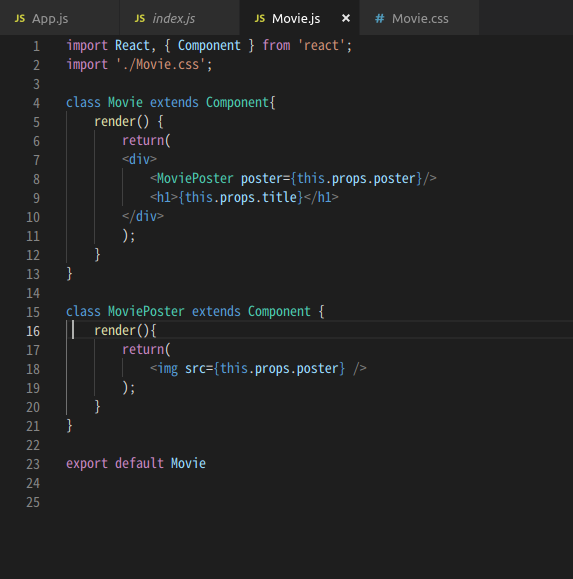 JS App.js JS index.js JS Movie.js × # Movie.css
1 import React, { Component } from 'react';
2 import './Movie.css';
3
4 class Movie extends Component{
5 render() {
6 return(
7 <div>
8 <MoviePoster poster={this.props.poster}/>
9 <h1>{this.props.title}</h1>
10 </div>
11 );
12 }
13 }
14
15 class MoviePoster extends Component {
16 render(){
17 return(
18 <img src={this.props.poster} />
19 );
20 }
21 }
22
23 export default Movie
24
25